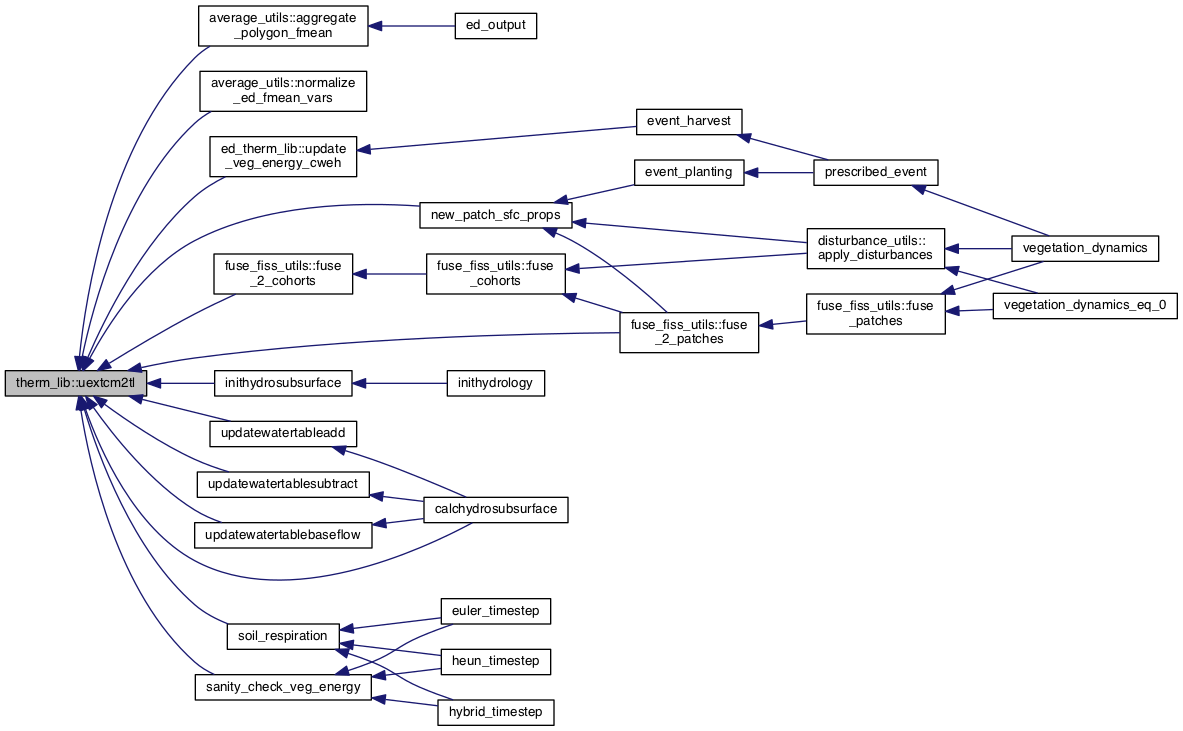 average_utils::aggregate
_polygon_fmean
ed_output
average_utils::normalize
_ed_fmean_vars
event_harvest
ed_therm_lib::update
_veg_energy_cweh
event_planting
prescribed_event
new_patch_sfc_props
disturbance_utils::
apply_disturbances
vegetation_dynamics
fuse_fiss_utils::fuse
_2_cohorts
fuse_fiss_utils::fuse
_cohorts
fuse_fiss_utils::fuse
_patches
vegetation_dynamics_eq_0
fuse_fiss_utils::fuse
_2_patches
therm_lib::uextcm2tl
inithydrosubsurface
inithydrology
updatewatertableadd
updatewatertablesubtract
calchydrosubsurface
updatewatertablebaseflow
euler_timestep
soil_respiration
heun_timestep
sanity_check_veg_energy
hybrid_timestep